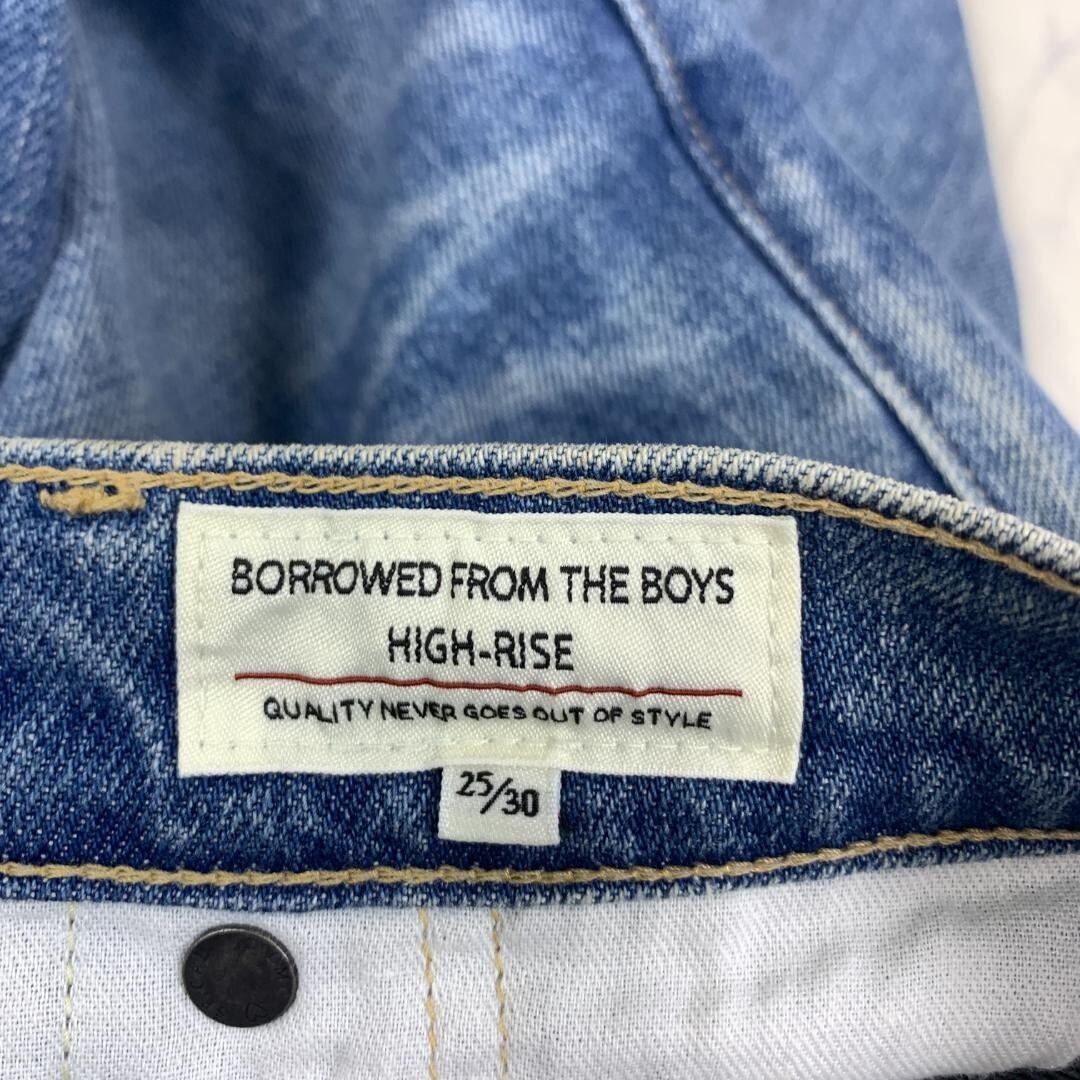 BORROWED FROM THE BOYS
HIGH-RISE
QUALITY NEVER GOES OUT OF STYLE
25/30